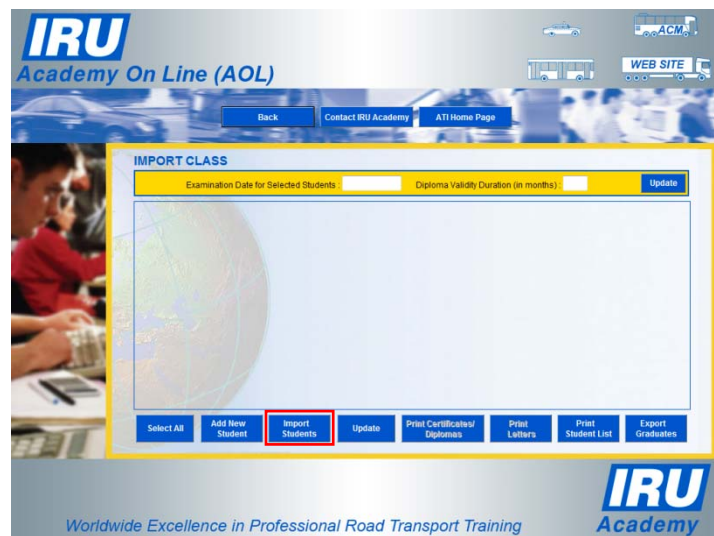 IRU
Academy On Line (AOL)
ACM
WEB SITE
Back
Contact IRU Academy
ATI Home Page
IMPORT CLASS
Examination Date for Selected Students :
Diploma Validity Duration (in months) :
Update
Select All
Add New
Student
Import
Students
Update
Print Certificates/
Diplomas
Print
Letters
Print
Student List
Export
Graduates
Worldwide Excellence in Professional Road Transport Training
IRU
Academy